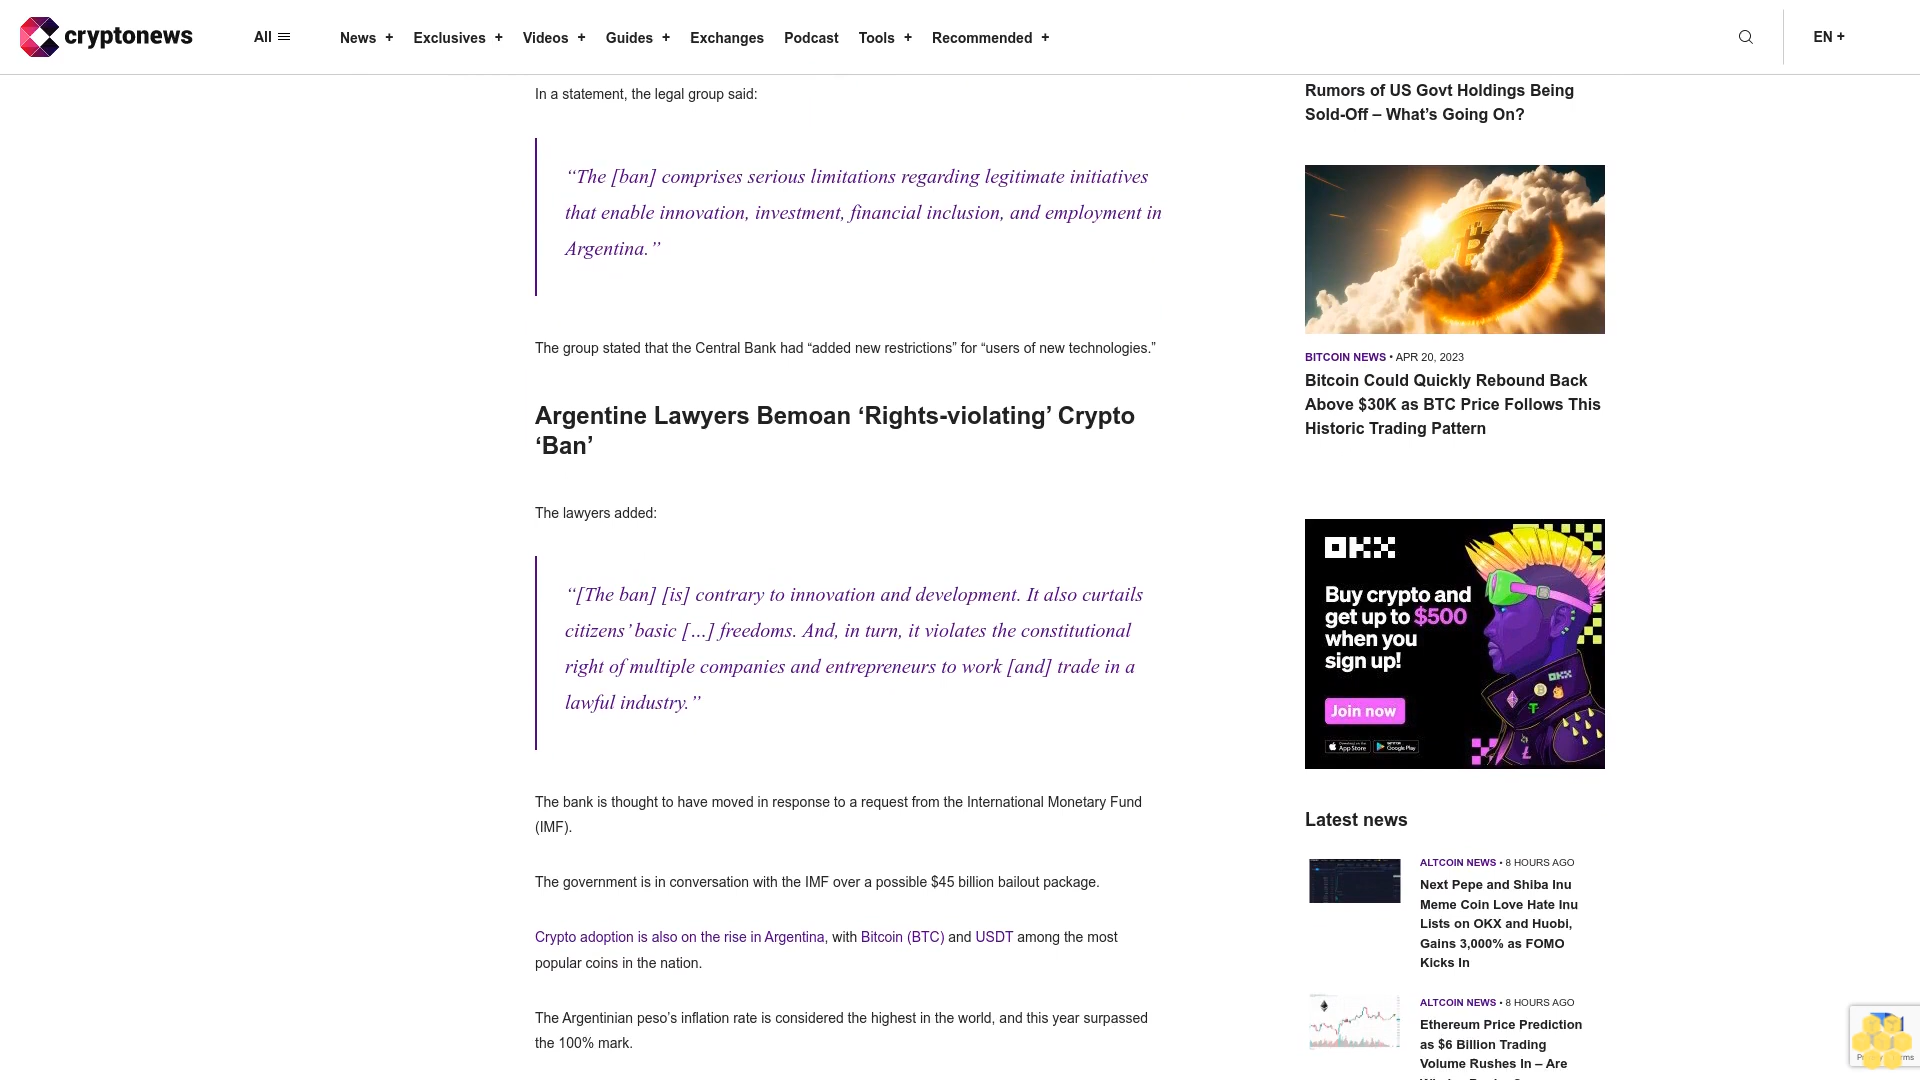 cryptonews
All
News +
Exclusives +
Videos +
Guides +
Exchanges
Podcast
Tools +
Recommended +
EN +
In a statement, the legal group said:
“The [ban] comprises serious limitations regarding legitimate initiatives
that enable innovation, investment, financial inclusion, and employment in
Argentina.”
The group stated that the Central Bank had “added new restrictions” for “users of new technologies.”
Argentine Lawyers Bemoan ‘Rights-violating’ Crypto
‘Ban’
The lawyers added:
“[The ban] [is] contrary to innovation and development. It also curtails
citizens’ basic […] freedoms. And, in turn, it violates the constitutional
right of multiple companies and entrepreneurs to work [and] trade in a
lawful industry.”
The bank is thought to have moved in response to a request from the International Monetary Fund
(IMF).
The government is in conversation with the IMF over a possible $45 billion bailout package.
Crypto adoption is also on the rise in Argentina, with Bitcoin (BTC) and USDT among the most
popular coins in the nation.
The Argentinian peso’s inflation rate is considered the highest in the world, and this year surpassed
the 100% mark.
Rumors of US Govt Holdings Being
Sold-Off – What’s Going On?
BITCOIN NEWS • APR 20, 2023
Bitcoin Could Quickly Rebound Back
Above $30K as BTC Price Follows This
Historic Trading Pattern
OKX
Buy crypto and
get up to $500
when you
sign up!
Join now
App Store
Google Play
OKX
Latest news
ALTCOIN NEWS • 8 HOURS AGO
Next Pepe and Shiba Inu
Meme Coin Love Hate Inu
Lists on OKX and Huobi,
Gains 3,000% as FOMO
Kicks In
ALTCOIN NEWS • 8 HOURS AGO
Ethereum Price Prediction
as $6 Billion Trading
Volume Rushes In – Are